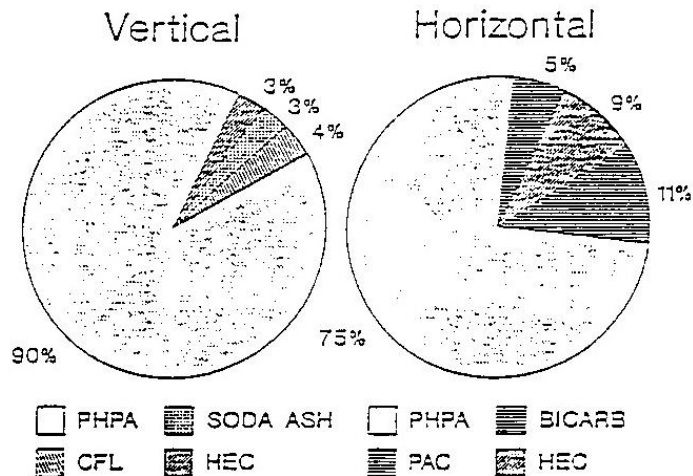 Vertical Horizontal
3% 5%
3% 9%
4%
11%
90% 75%
PHPA SODA ASH PHPA BICARB
CFL HEC PAC HEC